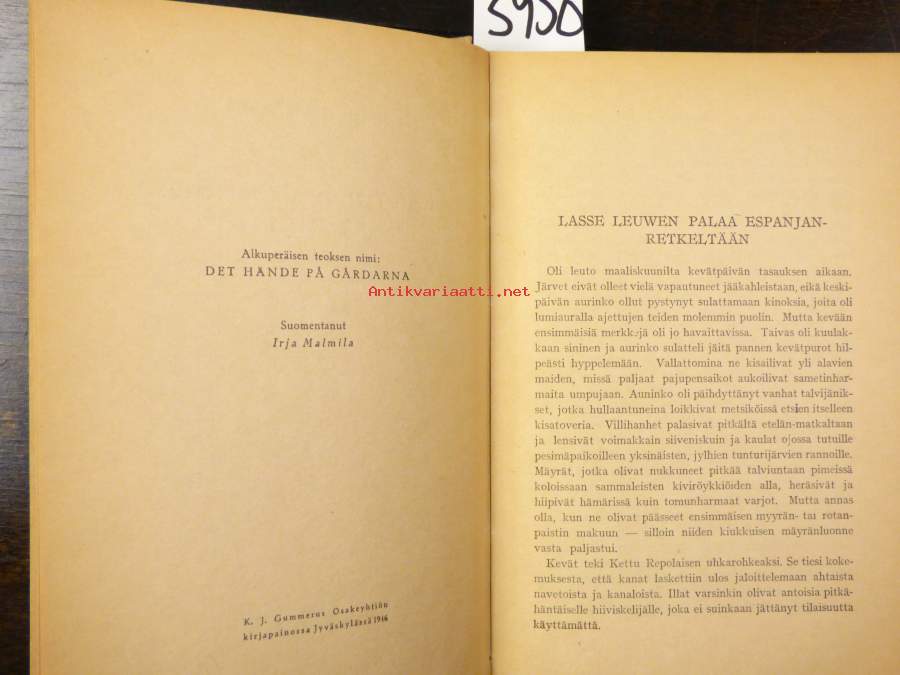 5950
Alkuperäisen teoksen nimi:
DET HÄNDE PÅ GÅRDARNA
Antikvariaatti.net
Suomentanut
Irja Malmila
K. J. Gummerus Osakeyhtiön
kirjapainossa Jyväskylässä 1946
LASSE LEUWEN PALAA ESPANJAN-
RETKELTÄÄN
Oli leuto maaliskuunilta kevätpäivän tasauksen aikaan.
Järvet eivät olleet vielä vapautuneet jääkahleistaan, eikä keski-
päivän aurinko ollut pystynyt sulattamaan kinoksia, joita oli
lumiauralla ajettujen teiden molemmin puolin. Mutta kevään
ensimmäisiä merkkejä oli jo havaittavissa. Taivas oli kuulak-
kaan sininen ja aurinko sulatteli jäitä pannen kevätpurot hil-
peästi hyppelemään. Vallattomina ne kisailivat yli alavien
maiden, missä paljaat pajupensaikot aukoilivat sametinhar-
maita umpujaan. Auninko oli päihdyttänyt vanhat talvijänik-
set, jotka hullaantuneina loikkivat metsiköissä etsien itselleen
kisatoveria. Villihanhet palasivat pitkältä etelän-matkaltaan
ja lensivät voimakkain siiveniskuin ja kaulat ojossa tutuille
pesimäpaikoilleen yksinäisten, jylhien tunturijärvien rannoille.
Mäyrät, jotka olivat nukkuneet pitkää talviuntaan pimeissä
koloissaan sammaleisten kiviröykkiöiden alla, heräsivät ja
hiipivät hämärissä kuin tomunharmaat varjot. Mutta annas
olla, kun ne olivat päässeet ensimmäisen myyrän- tai rotan-
paistin makuun — silloin niiden kiukkuisen mäyränluonne
vasta paljastui.
Kevät teki Kettu Repolaisen uhkarohkeaksi. Se tiesi koke-
muksesta, että kanat laskettiin ulos jaloittelemaan ahtaista
navetoista ja kanaloista. Illat varsinkin olivat antoisia pitkä-
häntäiselle hiiviskelijälle, joka ei suinkaan jättänyt tilaisuutta
käyttämättä.